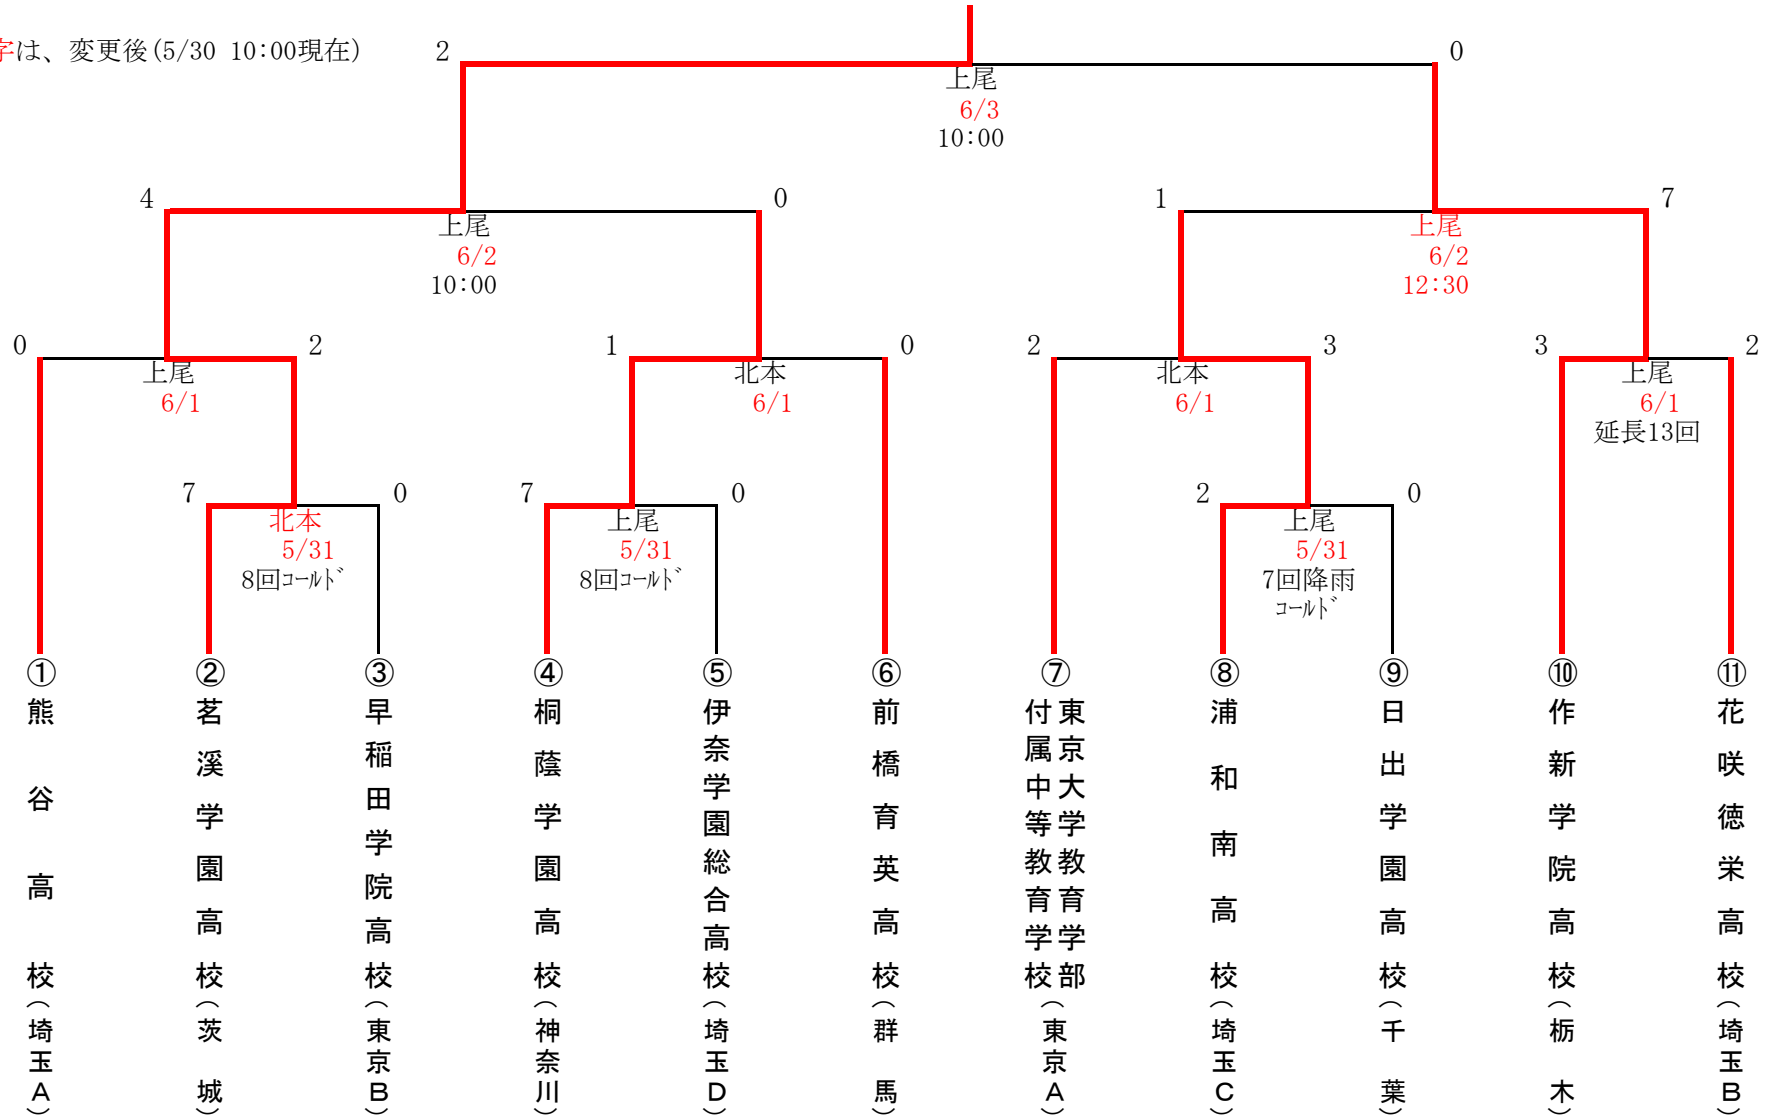 字は、変更後(5/30 10:00現在)
2
0
上尾
6/3
10:00
4
0
1
7
上尾
6/2
10:00
上尾
6/2
12:30
0
2
1
0
2
3
3
2
上尾
6/1
北本
6/1
北本
6/1
上尾
6/1
延長13回
7
0
7
0
2
0
北本
5/31
8回コールド
上尾
5/31
8回コールド
上尾
5/31
7回降雨
コールド
①
熊谷高校(埼玉A)
②
茗溪学園高校(茨城)
③
早稲田学院高校(東京B)
④
桐蔭学園高校(神奈川)
⑤
伊奈学園総合高校(埼玉D)
⑥
前橋育英高校(群馬)
⑦
東京大学教育学部
付属中等教育学校(東京A)
⑧
浦和南高校(埼玉C)
⑨
日出学園高校(千葉)
⑩
作新学院高校(栃木)
⑪
花咲徳栄高校(埼玉B)